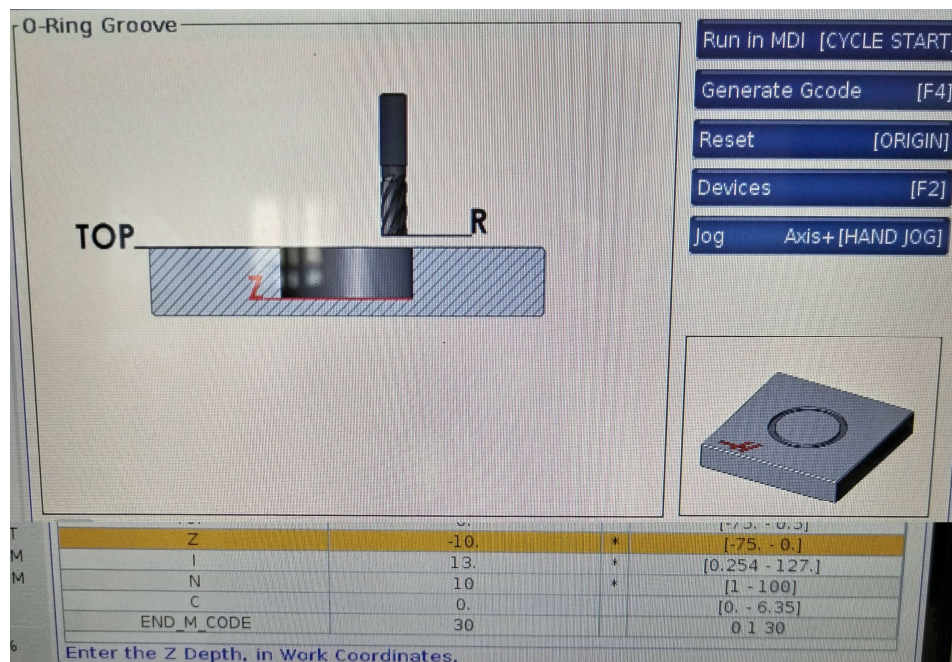 O-Ring Groove
TOP
R
Z
Run in MDI [CYCLE START]
Generate Gcode [F4]
Reset [ORIGIN]
Devices [F2]
Jog Axis+[HAND JOG]
Z -10. * [-75. - 0.]
I 13. * [0.254 - 127.]
N 10 * [1 - 100]
C 0. [0. - 6.35]
END_M_CODE 30 0 1 30
T
M
M
%
Enter the Z Depth, in Work Coordinates.